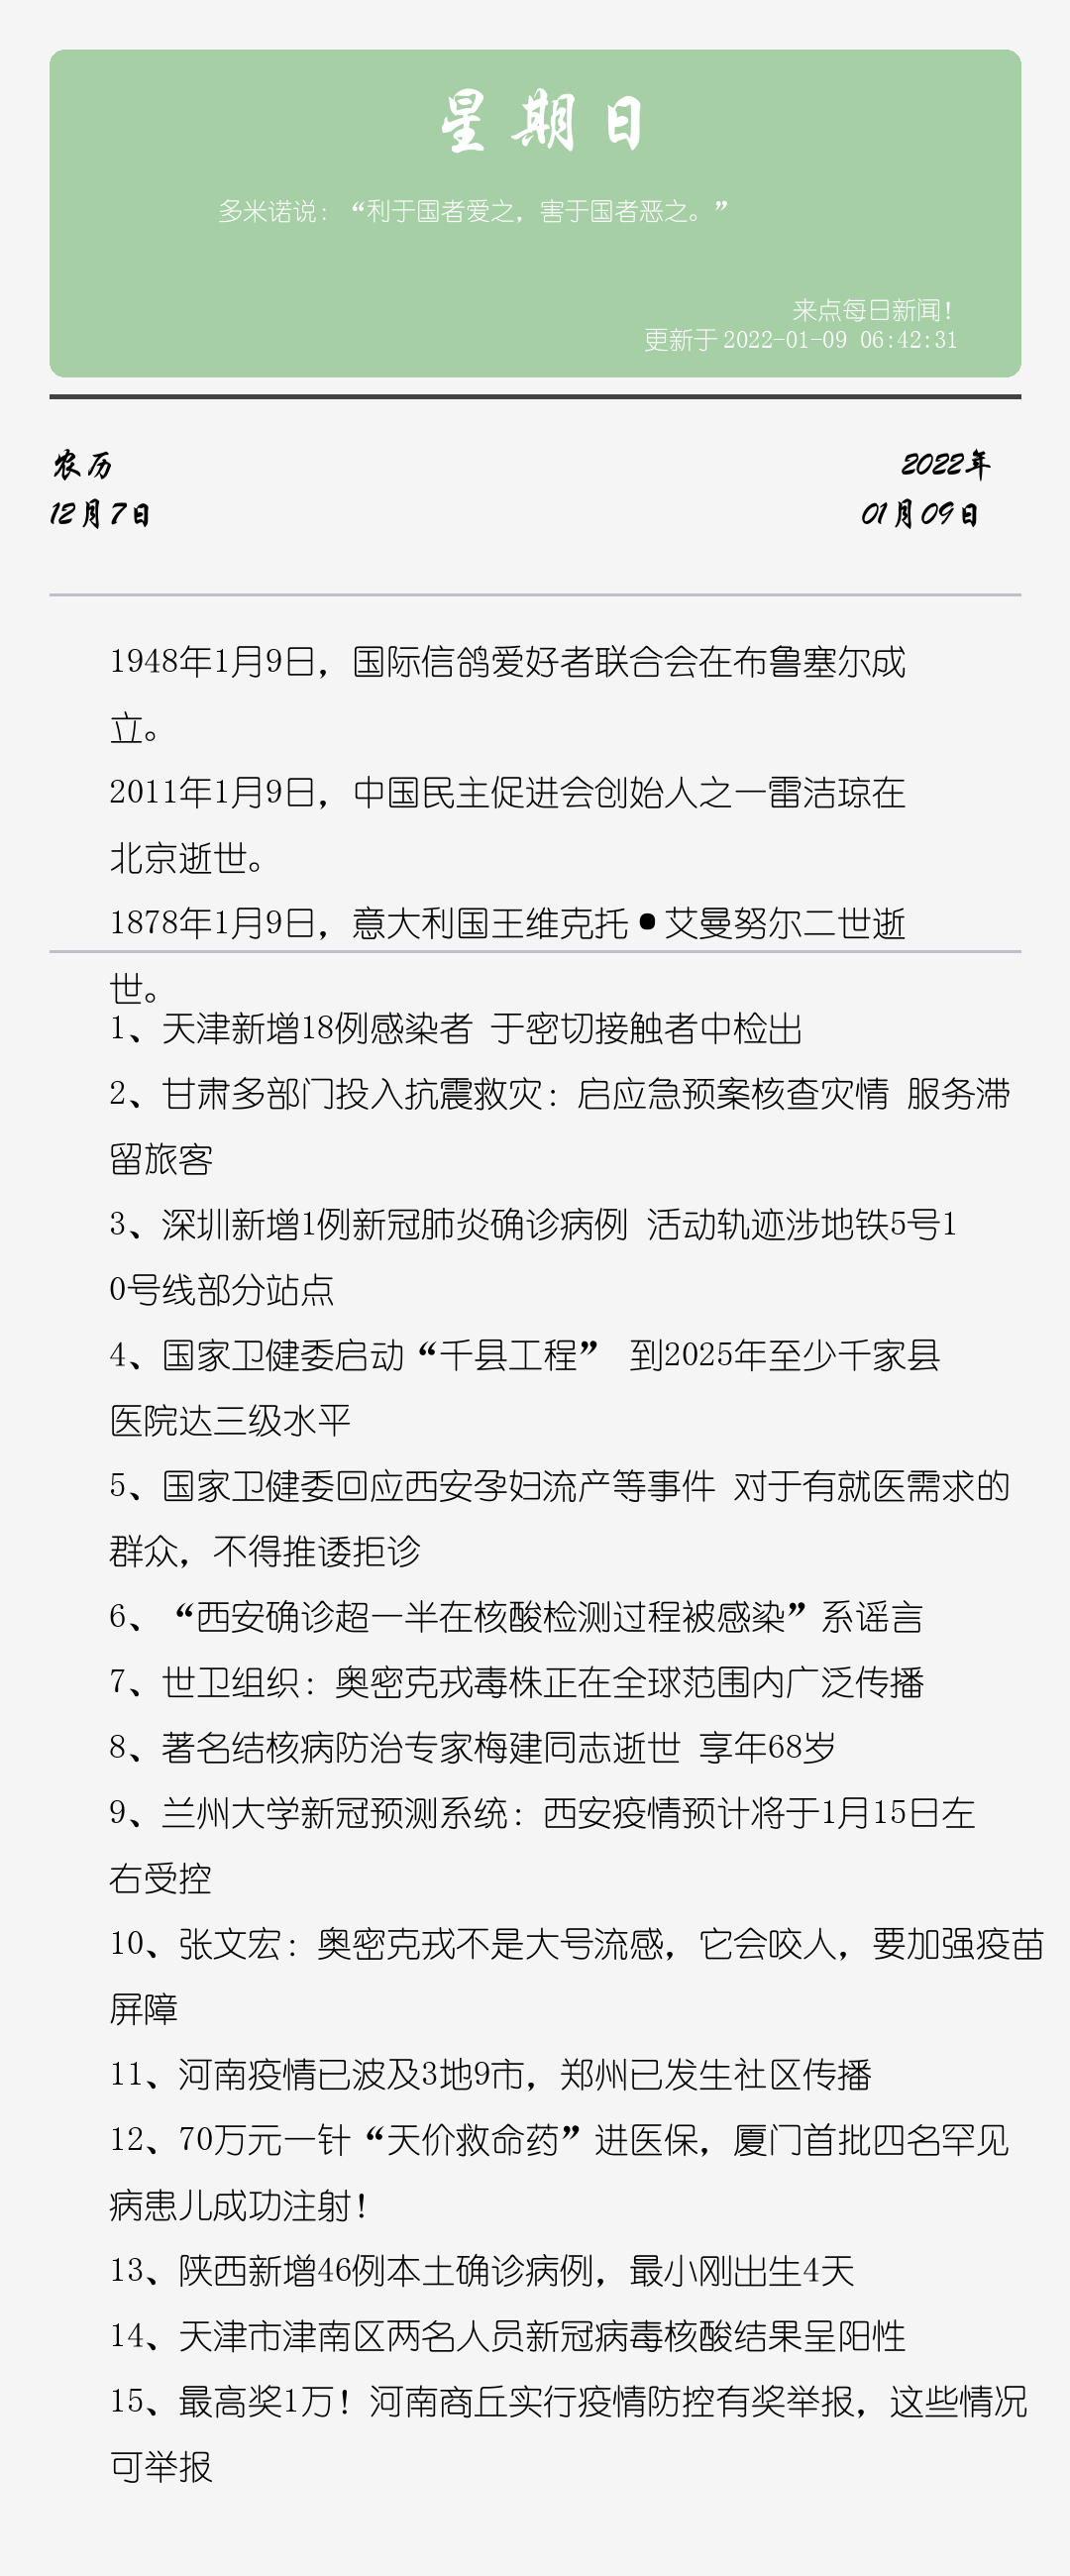 星期日
多米诺说：“利于国者爱之，害于国者恶之。”
来点每日新闻！
更新于 2022-01-09 06:42:31
农历
2022年
12月7日
01月09日
1948年1月9日，国际信鸽爱好者联合会在布鲁塞尔成
立。
2011年1月9日，中国民主促进会创始人之一雷洁琼在
北京逝世。
1878年1月9日，意大利国王维克托•艾曼努尔二世逝
世。
1、天津新增18例感染者 于密切接触者中检出
2、甘肃多部门投入抗震救灾：启应急预案核查灾情 服务滞
留旅客
3、深圳新增1例新冠肺炎确诊病例 活动轨迹涉地铁5号1
0号线部分站点
4、国家卫健委启动“千县工程” 到2025年至少千家县
医院达三级水平
5、国家卫健委回应西安孕妇流产等事件 对于有就医需求的
群众，不得推诿拒诊
6、“西安确诊超一半在核酸检测过程被感染”系谣言
7、世卫组织：奥密克戎毒株正在全球范围内广泛传播
8、著名结核病防治专家梅建同志逝世 享年68岁
9、兰州大学新冠预测系统：西安疫情预计将于1月15日左
右受控
10、张文宏：奥密克戎不是大号流感，它会咬人，要加强疫苗
屏障
11、河南疫情已波及3地9市，郑州已发生社区传播
12、70万元一针“天价救命药”进医保，厦门首批四名罕见
病患儿成功注射！
13、陕西新增46例本土确诊病例，最小刚出生4天
14、天津市津南区两名人员新冠病毒核酸结果呈阳性
15、最高奖1万！河南商丘实行疫情防控有奖举报，这些情况
可举报